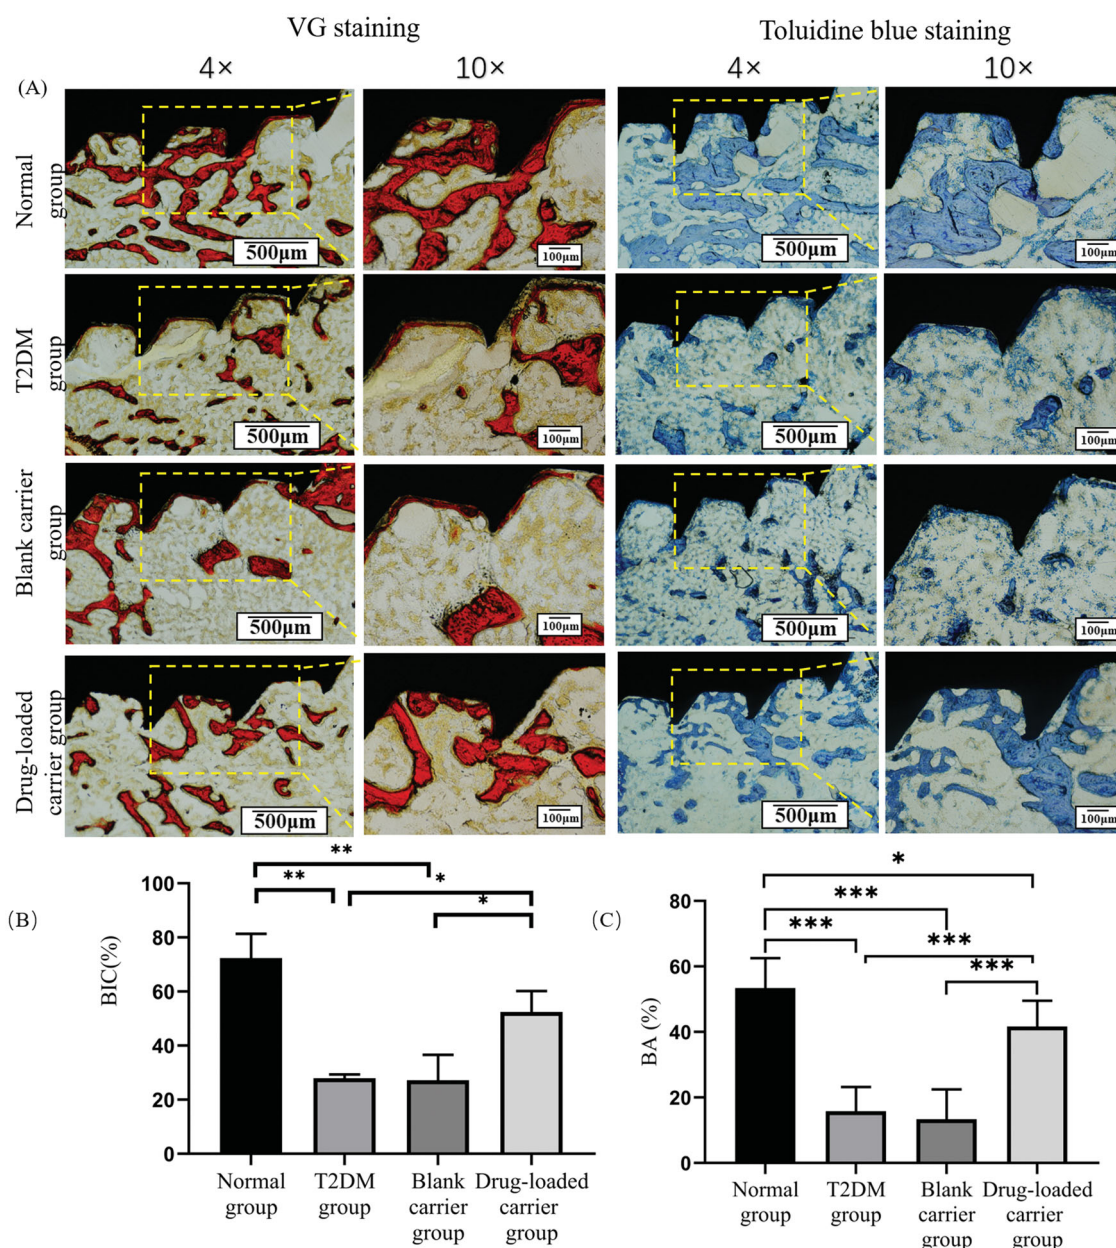 VG staining
Toluidine blue staining
4×
10×
4×
10×
(A)
Normal
group
500μm
100μm
500μm
100μm
T2DM
group
500μm
100μm
500μm
100μm
Blank carrier
group
500μm
100μm
500μm
100μm
Drug-loaded
carrier group
500μm
100μm
500μm
100μm
(B)
BIC(%)
100
80
60
40
20
0
**
**
*
*
Normal
group
T2DM
group
Blank
carrier
group
Drug-loaded
carrier group
(C)
BA (%)
80
60
40
20
0
*
***
***
***
***
Normal
group
T2DM
group
Blank
carrier
group
Drug-loaded
carrier
group